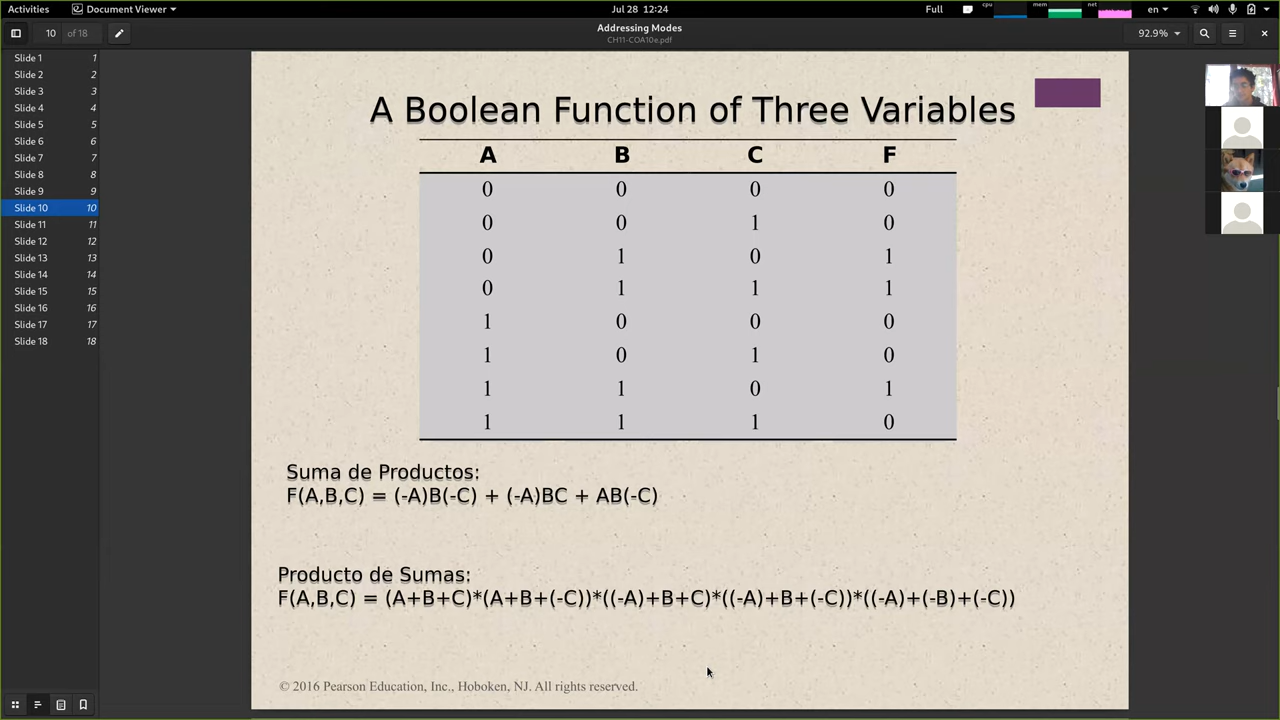 Activities Document Viewer Jul 28 12:24 Full cpu mem net en
10 of 18 Addressing Modes 92.9%
CH11-COA10e.pdf
Slide 1 1
Slide 2 2
Slide 3 3
Slide 4 4
Slide 5 5
Slide 6 6
Slide 7 7
Slide 8 8
Slide 9 9
Slide 10 10
Slide 11 11
Slide 12 12
Slide 13 13
Slide 14 14
Slide 15 15
Slide 16 16
Slide 17 17
Slide 18 18
A Boolean Function of Three Variables
A B C F
0 0 0 0
0 0 1 0
0 1 0 1
0 1 1 1
1 0 0 0
1 0 1 0
1 1 0 1
1 1 1 0
Suma de Productos:
F(A,B,C) = (-A)B(-C) + (-A)BC + AB(-C)
Producto de Sumas:
F(A,B,C) = (A+B+C)*(A+B+(-C))*((-A)+B+C)*((-A)+B+(-C))*((-A)+(-B)+(-C))
© 2016 Pearson Education, Inc., Hoboken, NJ. All rights reserved.